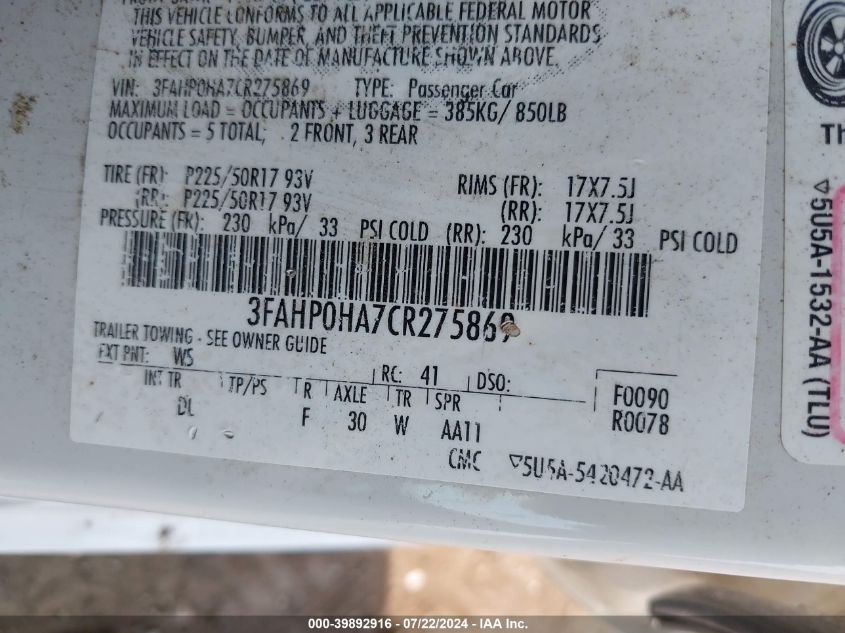 THIS VEHICLE CONFORMS TO ALL APPLICABLE FEDERAL MOTOR
VEHICLE SAFETY, BUMPER, AND THEFT PREVENTION STANDARDS
IN EFFECT ON THE DATE OF MANUFACTURE SHOWN ABOVE.
VIN: 3FAHP0HA7CR275869 TYPE: Passenger Car
MAXIMUM LOAD = OCCUPANTS + LUGGAGE = 385KG/ 850LB
OCCUPANTS = 5 TOTAL, 2 FRONT, 3 REAR
TIRE (FR): P225/50R17 93V RIMS (FR): 17X7.5J
(RR): P225/50R17 93V (RR): 17X7.5J
PRESSURE (FR): 230 kPa/ 33 PSI COLD (RR): 230 kPa/ 33 PSI COLD
3FAHP0HA7CR275869
TRAILER TOWING - SEE OWNER GUIDE
EXT PNT: WS RC: 41 DSO:
INT TR TP/PS R AXLE TR SPR F0090
DL F 30 W AA11 R0078
CMC ▽5U5A-5420472-AA
▽5U5A-1532-AA (TLU)
000-39892916 - 07/22/2024 - IAA Inc.